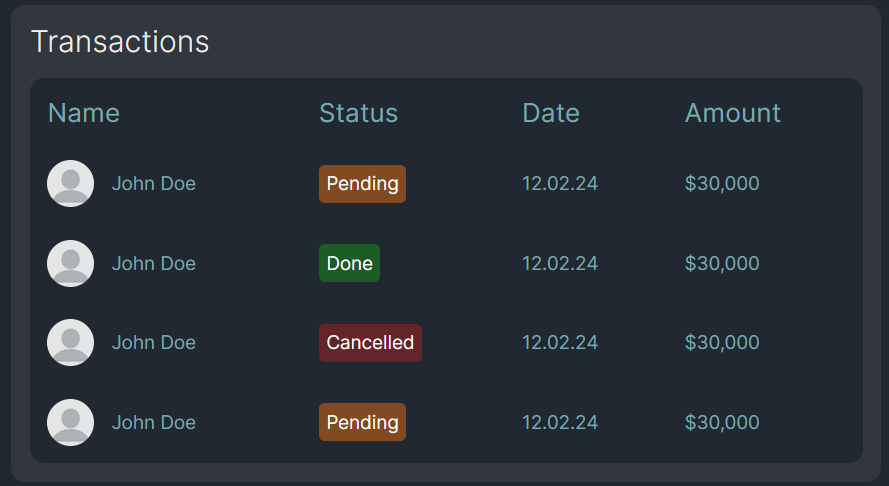 Transactions
Name Status Date Amount
John Doe Pending 12.02.24 $30,000
John Doe Done 12.02.24 $30,000
John Doe Cancelled 12.02.24 $30,000
John Doe Pending 12.02.24 $30,000